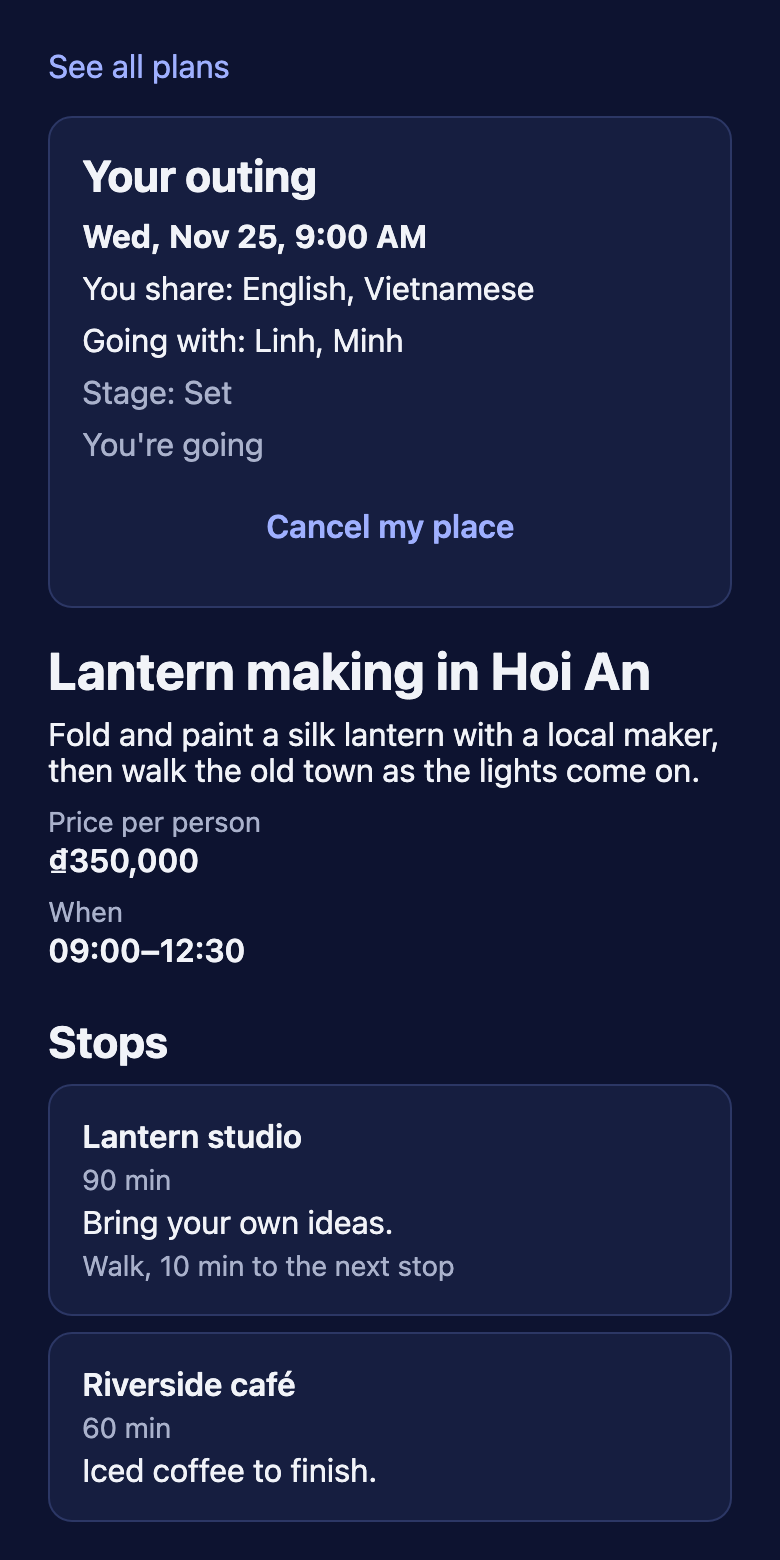 See all plans
Your outing
Wed, Nov 25, 9:00 AM
You share: English, Vietnamese
Going with: Linh, Minh
Stage: Set
You're going
Cancel my place
Lantern making in Hoi An
Fold and paint a silk lantern with a local maker,
then walk the old town as the lights come on.
Price per person
₫350,000
When
09:00–12:30
Stops
Lantern studio
90 min
Bring your own ideas.
Walk, 10 min to the next stop
Riverside café
60 min
Iced coffee to finish.